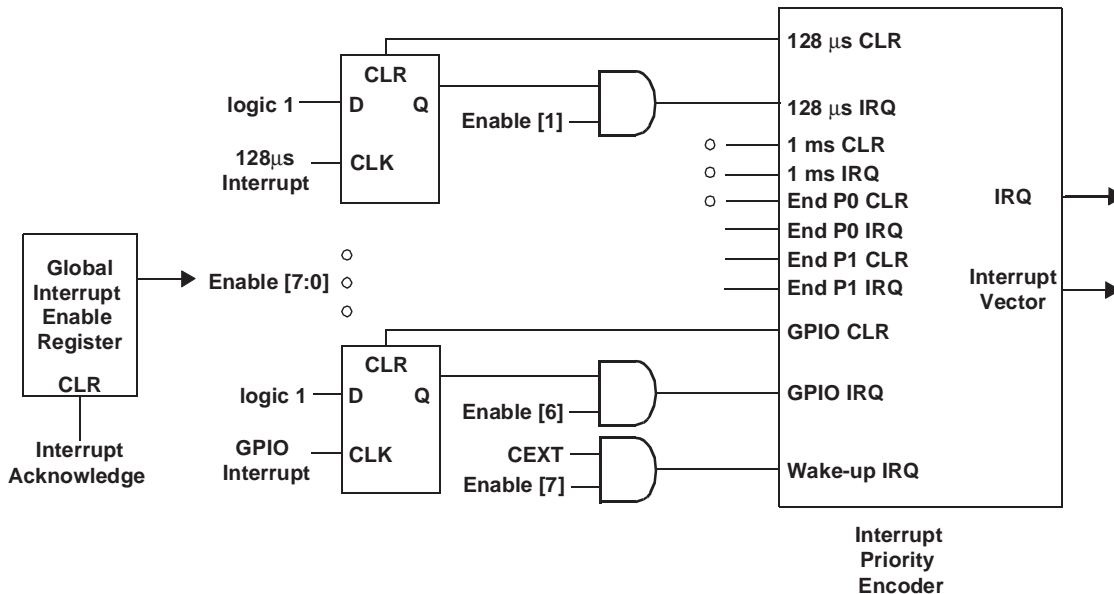 Global
Interrupt
Enable
Register
CLR
Interrupt
Acknowledge
Enable [7:0]
CLR
logic 1
D
Q
128μs
Interrupt
CLK
Enable [1]
CLR
logic 1
D
Q
GPIO
Interrupt
CLK
Enable [6]
CEXT
Enable [7]
128 μs CLR
128 μs IRQ
1 ms CLR
1 ms IRQ
End P0 CLR
End P0 IRQ
End P1 CLR
End P1 IRQ
GPIO CLR
GPIO IRQ
Wake-up IRQ
IRQ
Interrupt
Vector
Interrupt
Priority
Encoder